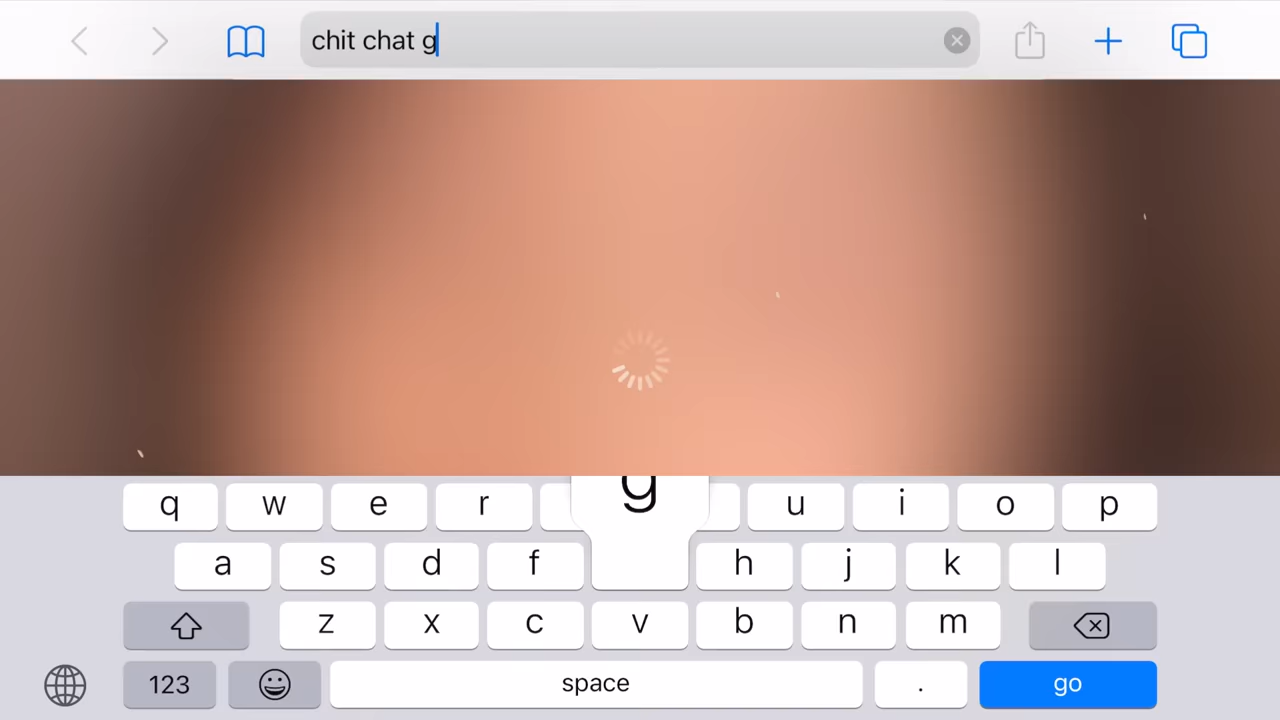 chit chat g
g
q w e r u i o p
a s d f h j k l
z x c v b n m
123 space . go